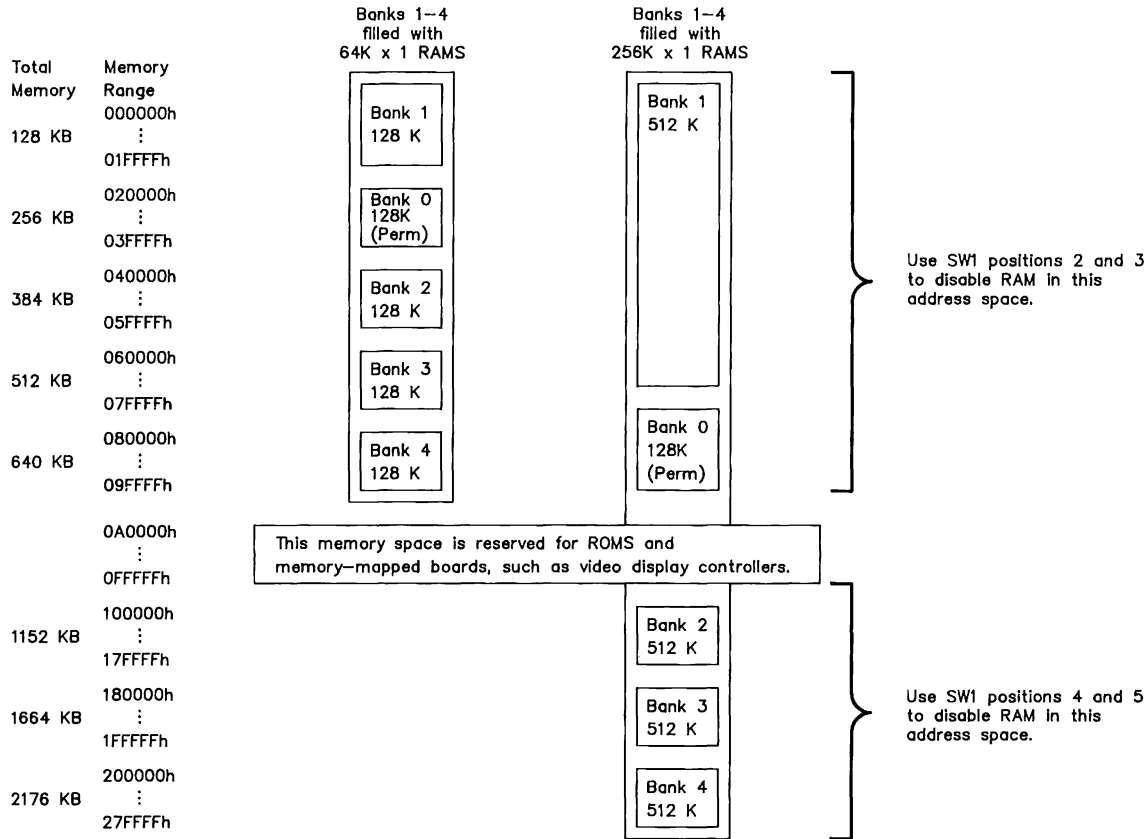 Banks 1–4
filled with
64K x 1 RAMS
Banks 1–4
filled with
256K x 1 RAMS
Total
Memory
Memory
Range
128 KB
000000h
⋮
01FFFFh
256 KB
020000h
⋮
03FFFFh
384 KB
040000h
⋮
05FFFFh
512 KB
060000h
⋮
07FFFFh
640 KB
080000h
⋮
09FFFFh
0A0000h
⋮
0FFFFFh
1152 KB
100000h
⋮
17FFFFh
1664 KB
180000h
⋮
1FFFFFh
2176 KB
200000h
⋮
27FFFFh
Bank 1
128 K
Bank 0
128K
(Perm)
Bank 2
128 K
Bank 3
128 K
Bank 4
128 K
Bank 1
512 K
Bank 0
128K
(Perm)
This memory space is reserved for ROMS and
memory–mapped boards, such as video display controllers.
Bank 2
512 K
Bank 3
512 K
Bank 4
512 K
Use SW1 positions 2 and 3
to disable RAM in this
address space.
Use SW1 positions 4 and 5
to disable RAM in this
address space.